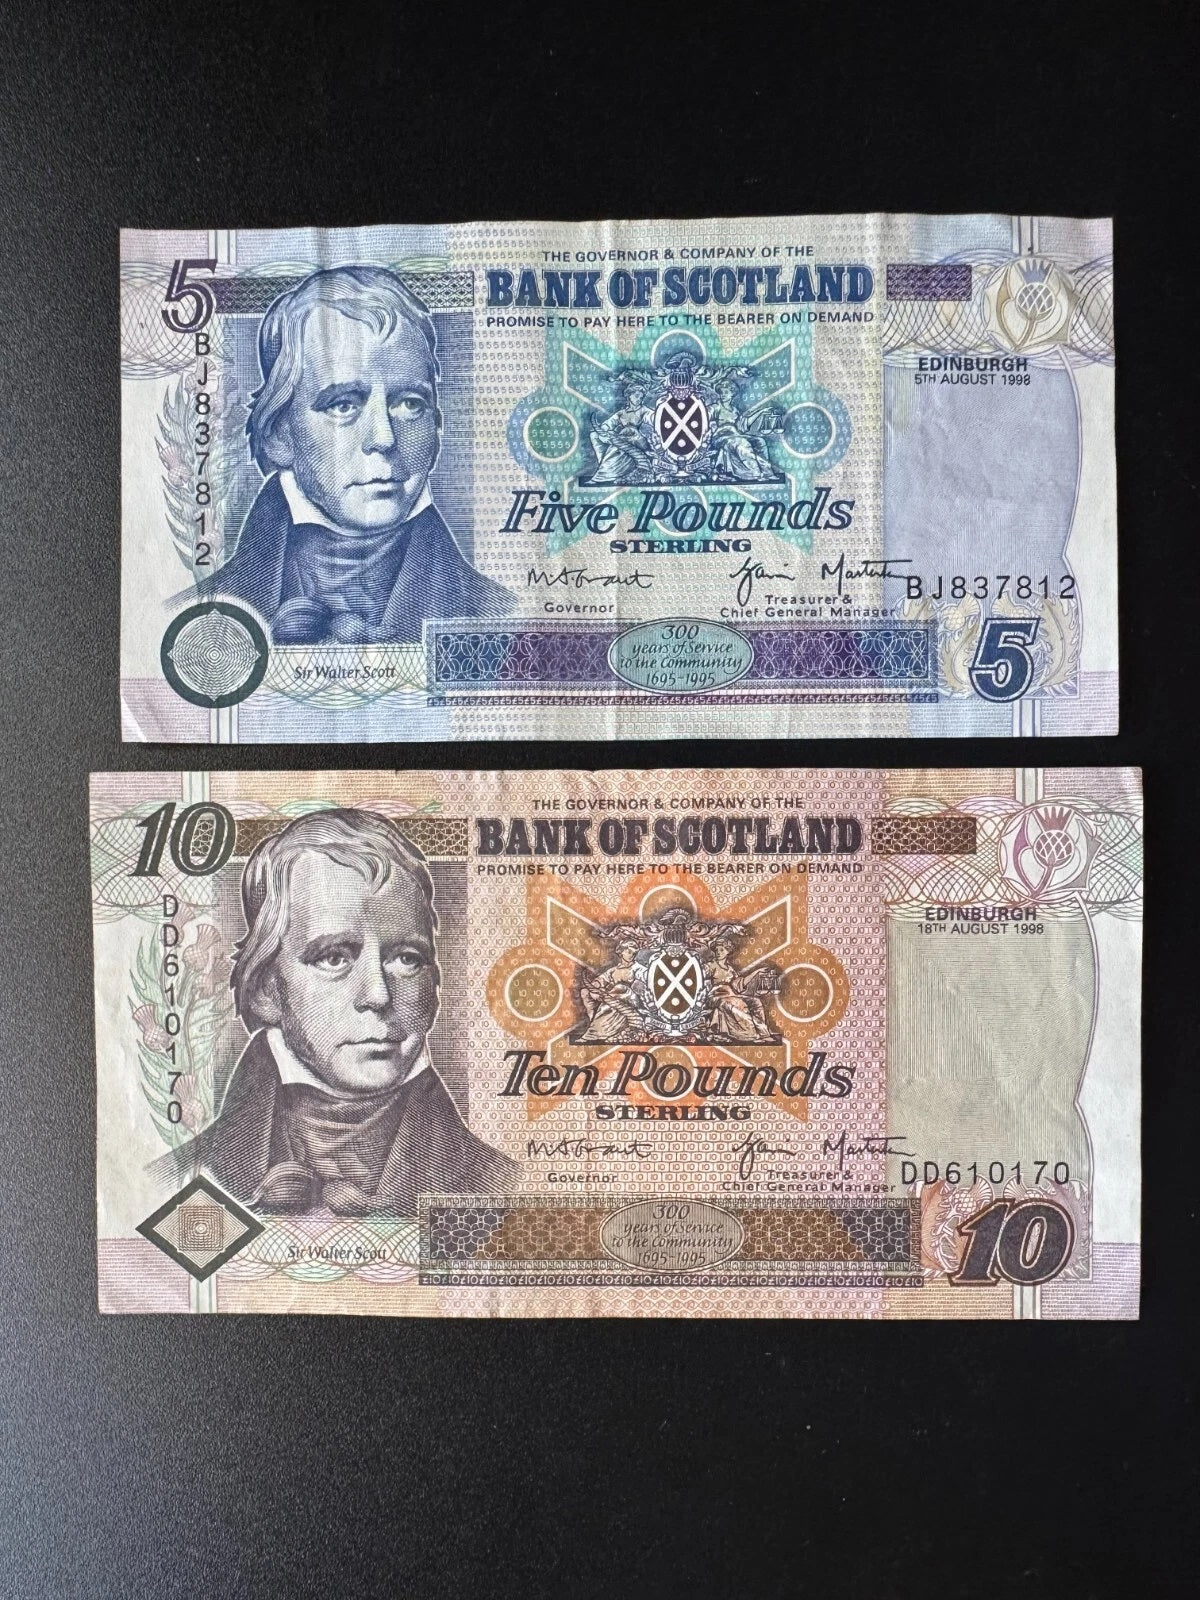 5
THE GOVERNOR & COMPANY OF THE
BANK OF SCOTLAND
PROMISE TO PAY HERE TO THE BEARER ON DEMAND
EDINBURGH
5TH AUGUST 1998
BJ837812
Five Pounds
STERLING
Governor
Treasurer &
Chief General Manager
BJ837812
300
years of Service
to the Community
1695-1995
Sir Walter Scott
5
10
THE GOVERNOR & COMPANY OF THE
BANK OF SCOTLAND
PROMISE TO PAY HERE TO THE BEARER ON DEMAND
EDINBURGH
18TH AUGUST 1998
DD610170
Ten Pounds
STERLING
Governor
Treasurer &
Chief General Manager
DD610170
300
years of Service
to the Community
1695-1995
Sir Walter Scott
10